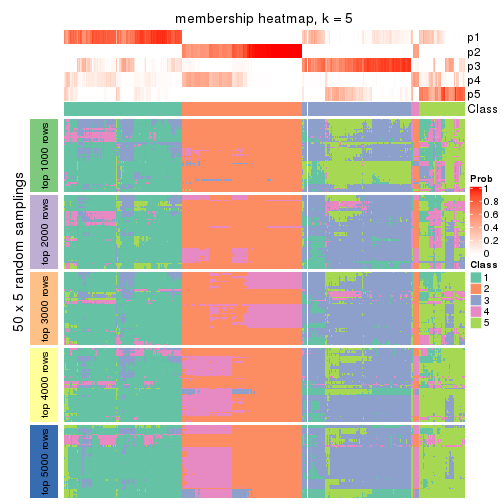 membership heatmap, k = 5
p1
p2
p3
p4
p5
Class
50 x 5 random samplings
top 1000 rows
top 2000 rows
top 3000 rows
top 4000 rows
top 5000 rows
Prob
1
0.8
0.6
0.4
0.2
0
Class
1
2
3
4
5